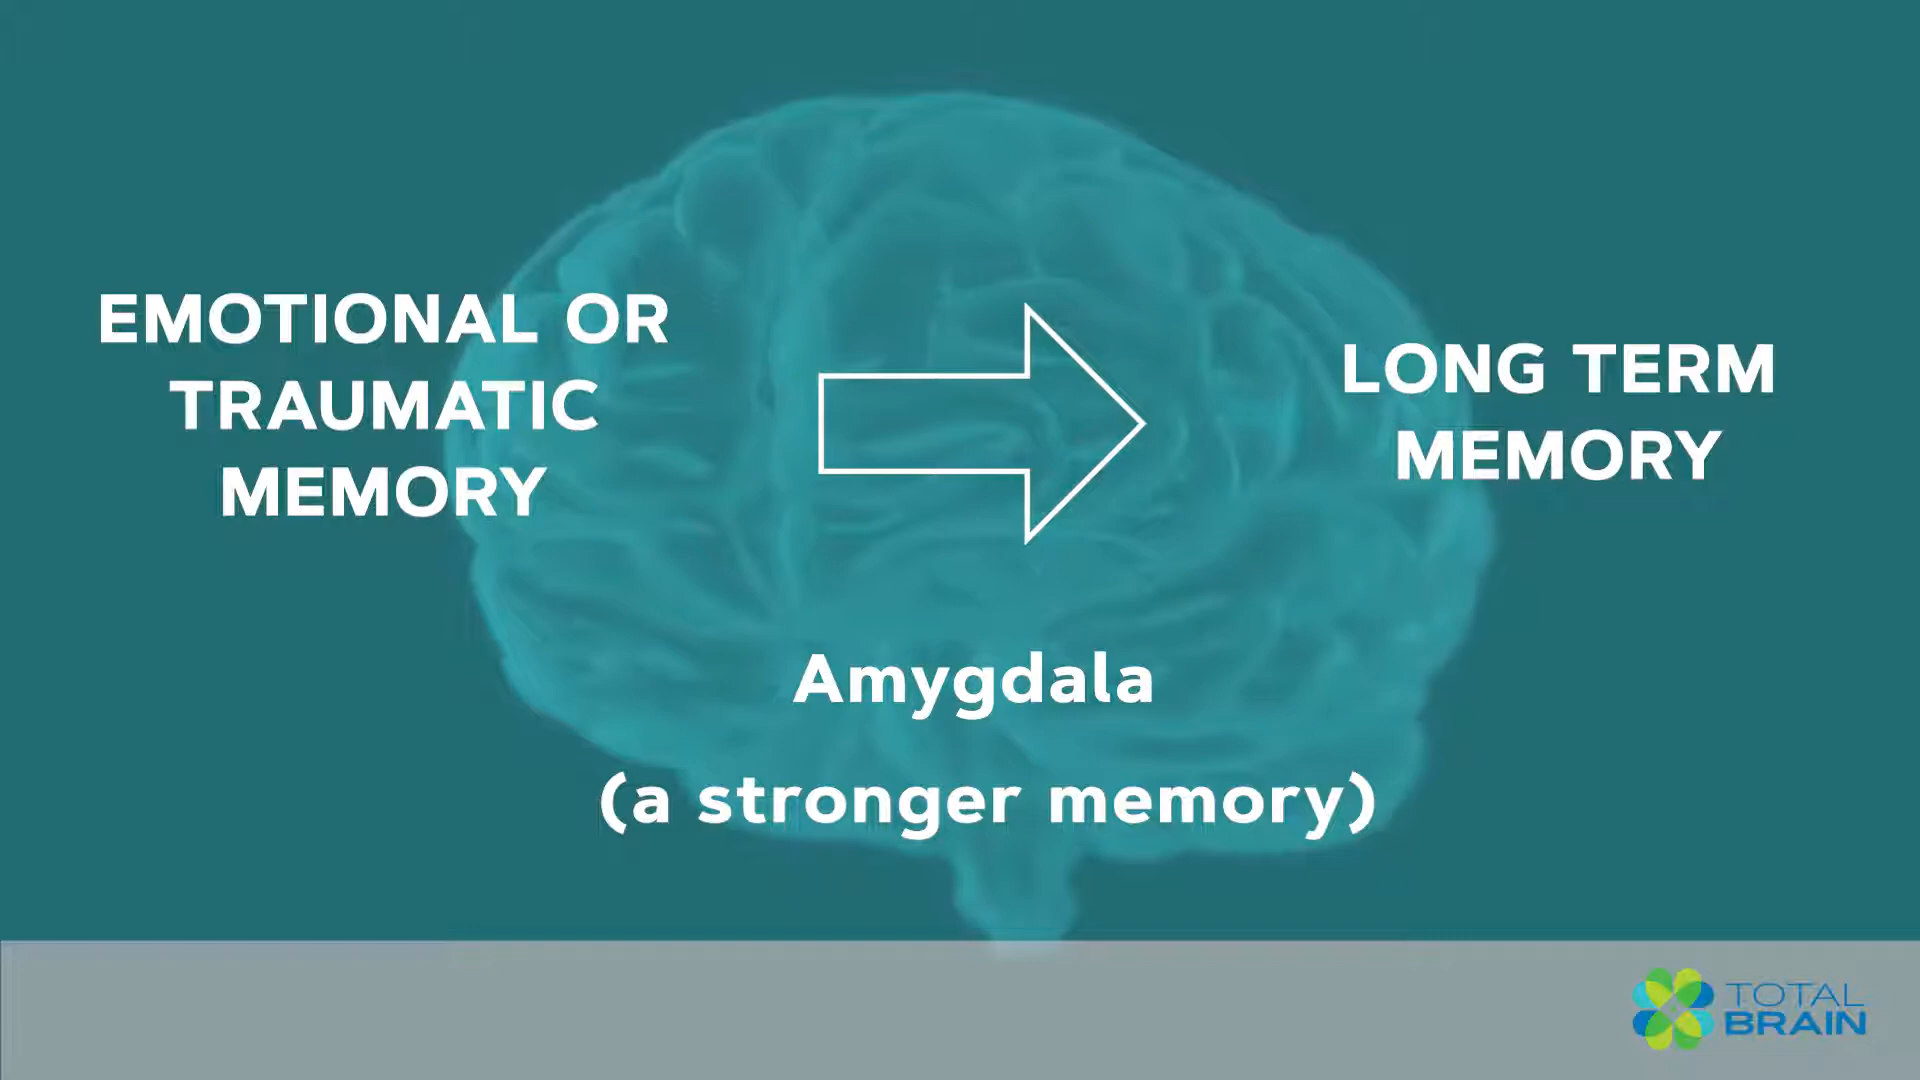 EMOTIONAL OR
TRAUMATIC
MEMORY
LONG TERM
MEMORY
Amygdala
(a stronger memory)
TOTAL
BRAIN